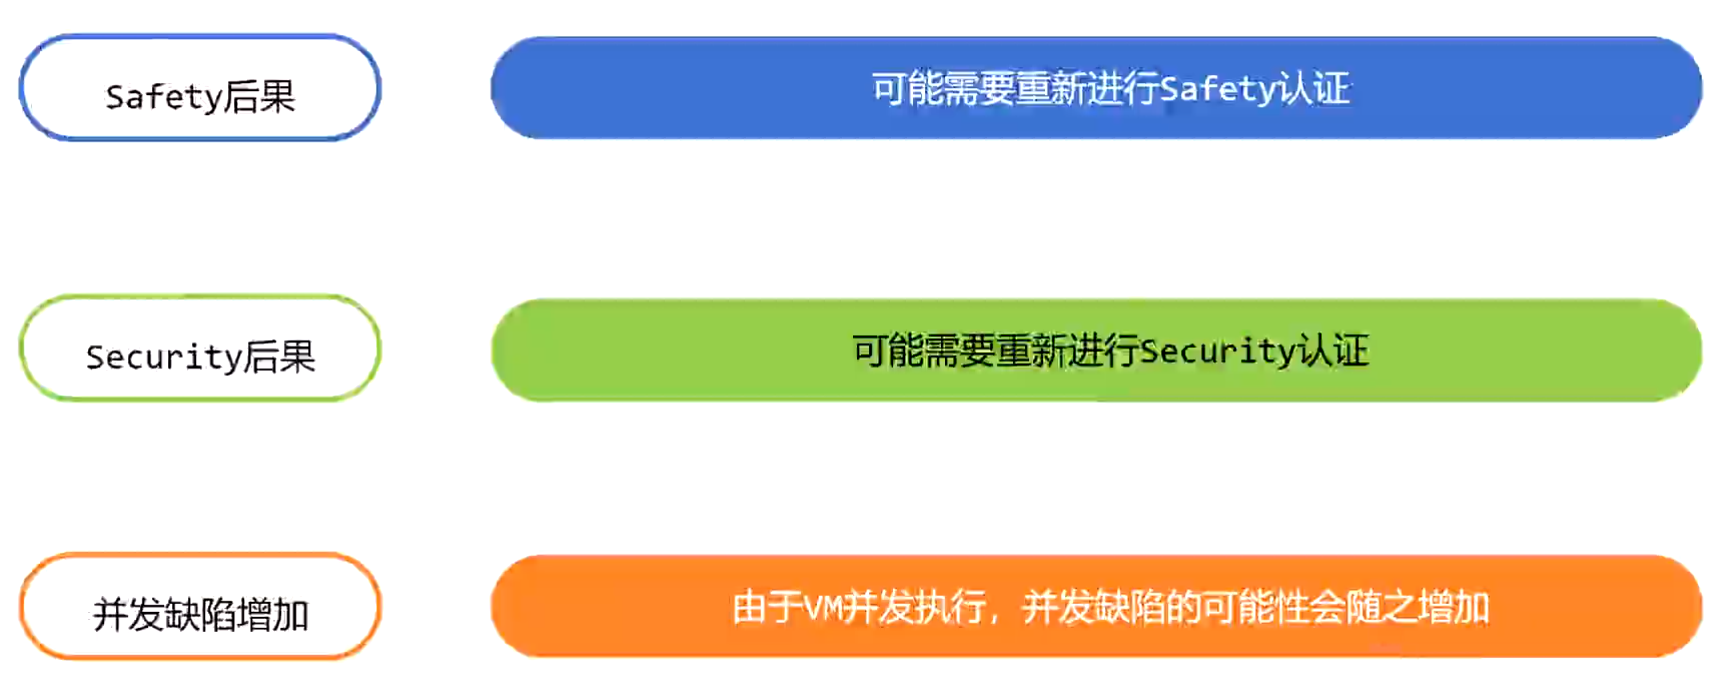 Safety后果
可能需要重新进行Safety认证
Security后果
可能需要重新进行Security认证
并发缺陷增加
由于VM并发执行，并发缺陷的可能性会随之增加